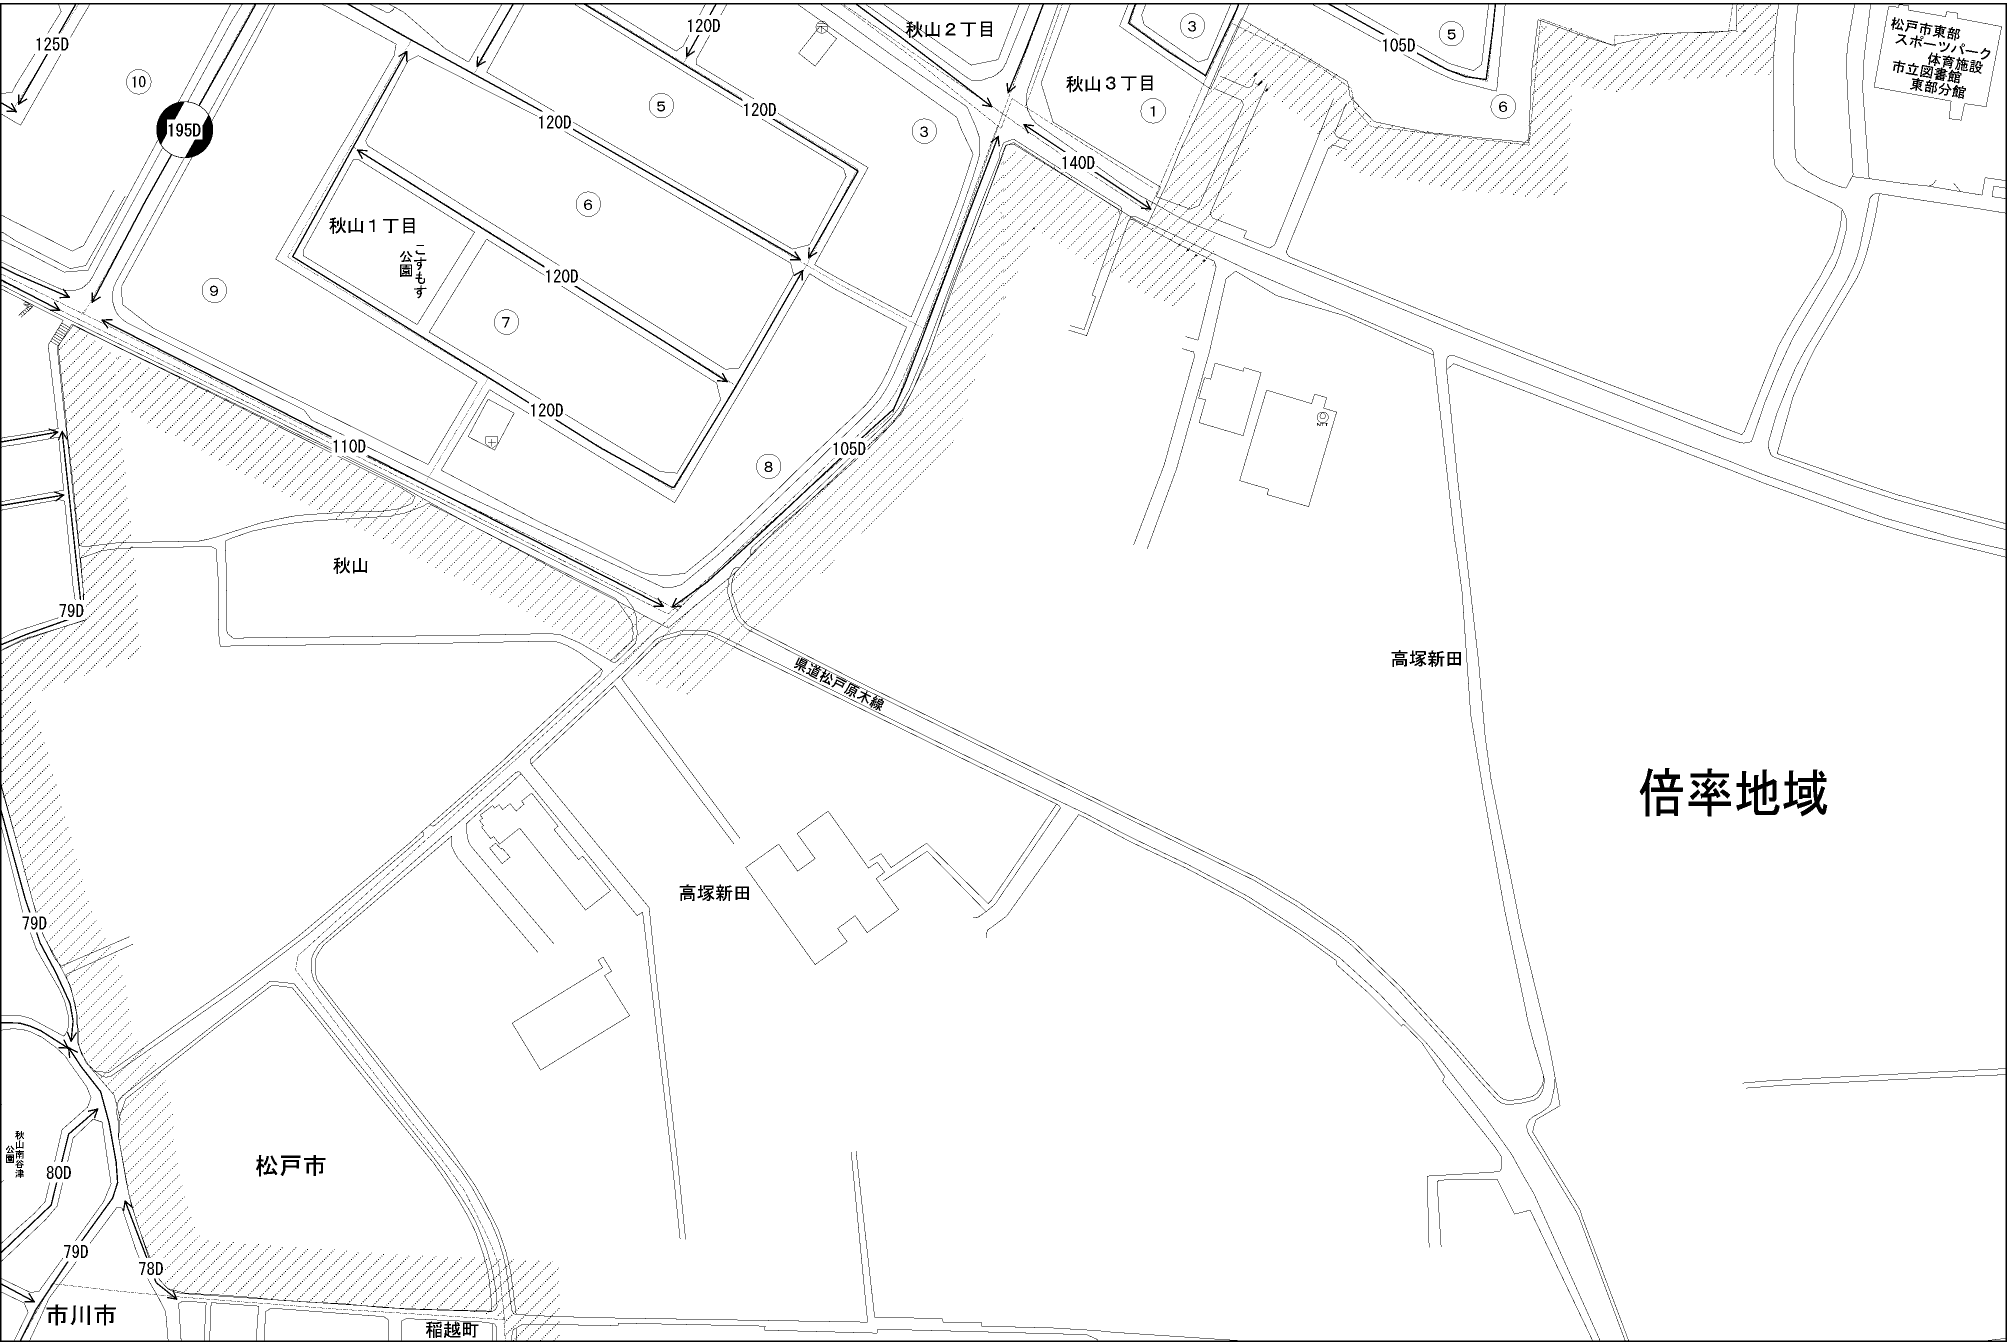 125D
120D
秋山２丁目
3
105D
5
松戸市東部
スポーツパーク
体育施設
市立図書館
東部分館
10
195D
5
120D
120D
3
秋山３丁目
1
6
140D
6
秋山１丁目
こすもす
公園
120D
9
7
120D
110D
8
105D
NTT
秋山
79D
県道松戸原木線
高塚新田
倍率地域
高塚新田
79D
秋山南谷津
公園
80D
松戸市
79D
78D
市川市
稲越町